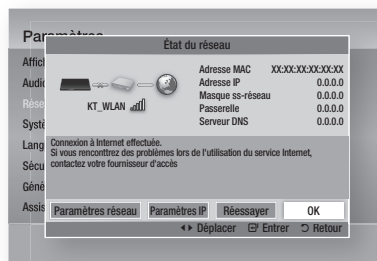 Paramètres
État du réseau
Affich
Audio
Résea
Systè
Lang
Sécu
Géné
Assis
KT_WLAN
Adresse MAC XX:XX:XX:XX:XX:XX
Adresse IP 0.0.0.0
Masque ss-réseau 0.0.0.0
Passerelle 0.0.0.0
Serveur DNS 0.0.0.0
Connexion à Internet effectuée.
Si vous renconttrez des problèmes lors de l'utilisation du service Internet,
contactez votre fournisseur d'accès
Paramètres réseau Paramètres IP Réessayer OK
Déplacer Entrer Retour